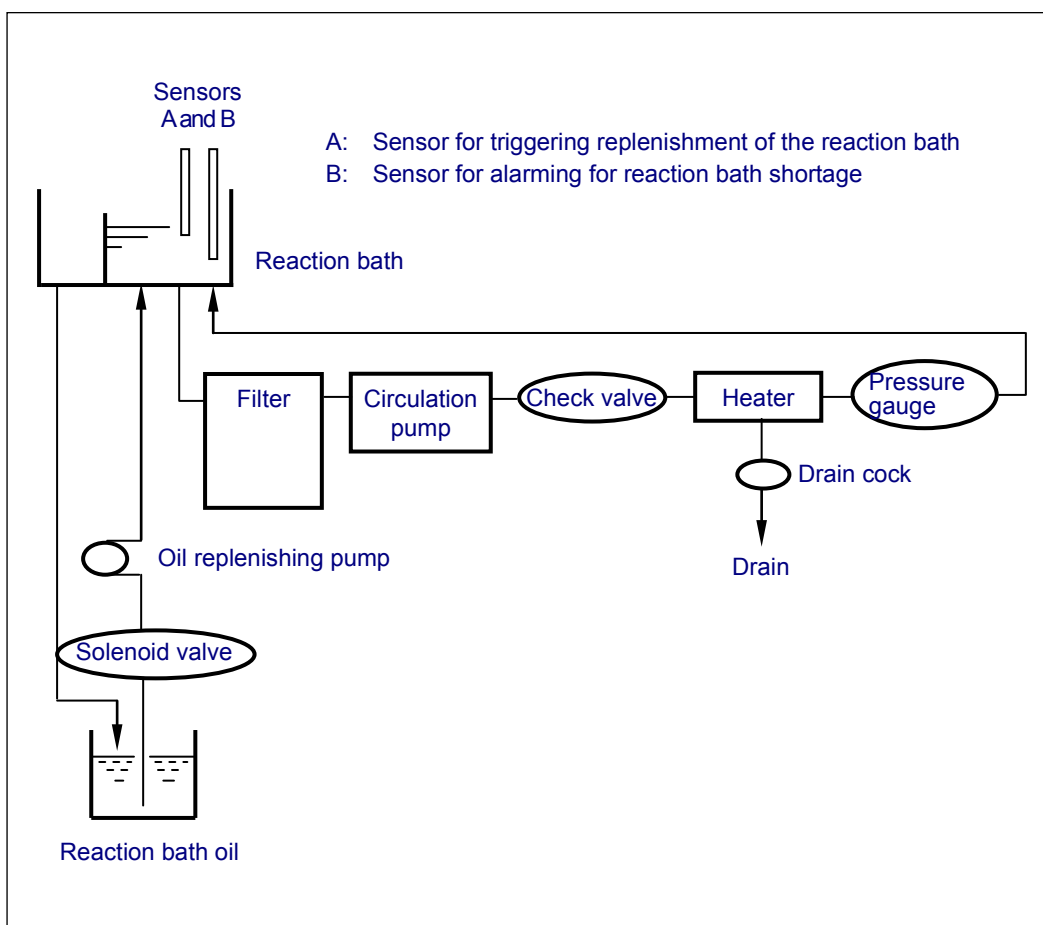 Sensors
A and B
A: Sensor for triggering replenishment of the reaction bath
B: Sensor for alarming for reaction bath shortage
Reaction bath
Filter
Circulation
pump
Check valve
Heater
Pressure
gauge
Drain cock
Drain
Oil replenishing pump
Solenoid valve
Reaction bath oil